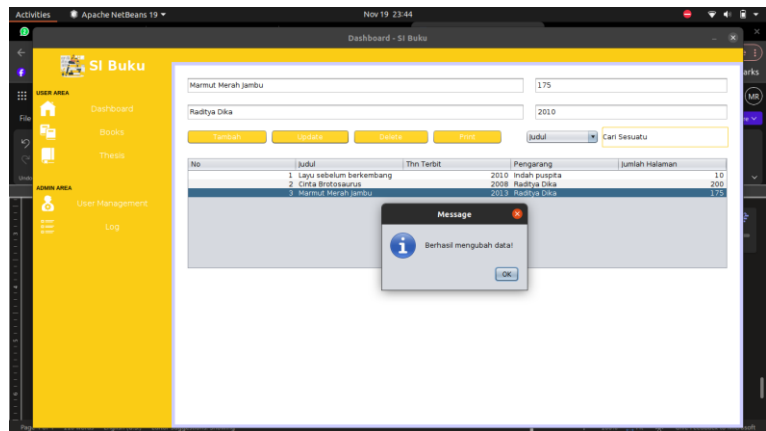 Activities Apache NetBeans 19 Nov 19 23:44
Dashboard - SI Buku
SI Buku
arks
USER AREA
MR
File
Dashboard
Books
Thesis
ADMIN AREA
User Management
Log
Marmut Merah Jambu 175
Raditya Dika 2010
Tambah Update Delete Print Judul Cari Sesuatu
No Judul Thn Terbit Pengarang Jumlah Halaman
1 Layu sebelum berkembang 2010 Indah puspita 10
2 Cinta Brotosaurus 2008 Raditya Dika 200
3 Marmut Merah Jambu 2013 Raditya Dika 175
Message
Berhasil mengubah data!
OK